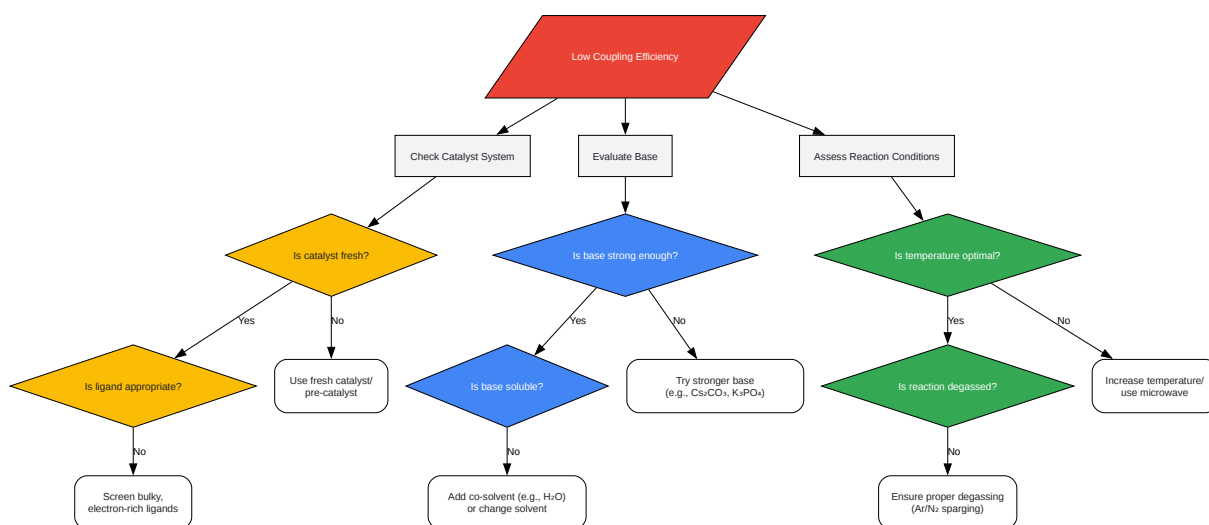 Low Coupling Efficiency
Check Catalyst System
Evaluate Base
Assess Reaction Conditions
Is catalyst fresh?
Is base strong enough?
Is temperature optimal?
Yes
No
Yes
No
Yes
No
Is ligand appropriate?
Use fresh catalyst/
pre-catalyst
Is base soluble?
Try stronger base
(e.g., Cs₂CO₃, K₃PO₄)
Is reaction degassed?
Increase temperature/
use microwave
No
No
No
Screen bulky,
electron-rich ligands
Add co-solvent (e.g., H₂O)
or change solvent
Ensure proper degassing
(Ar/N₂ sparging)